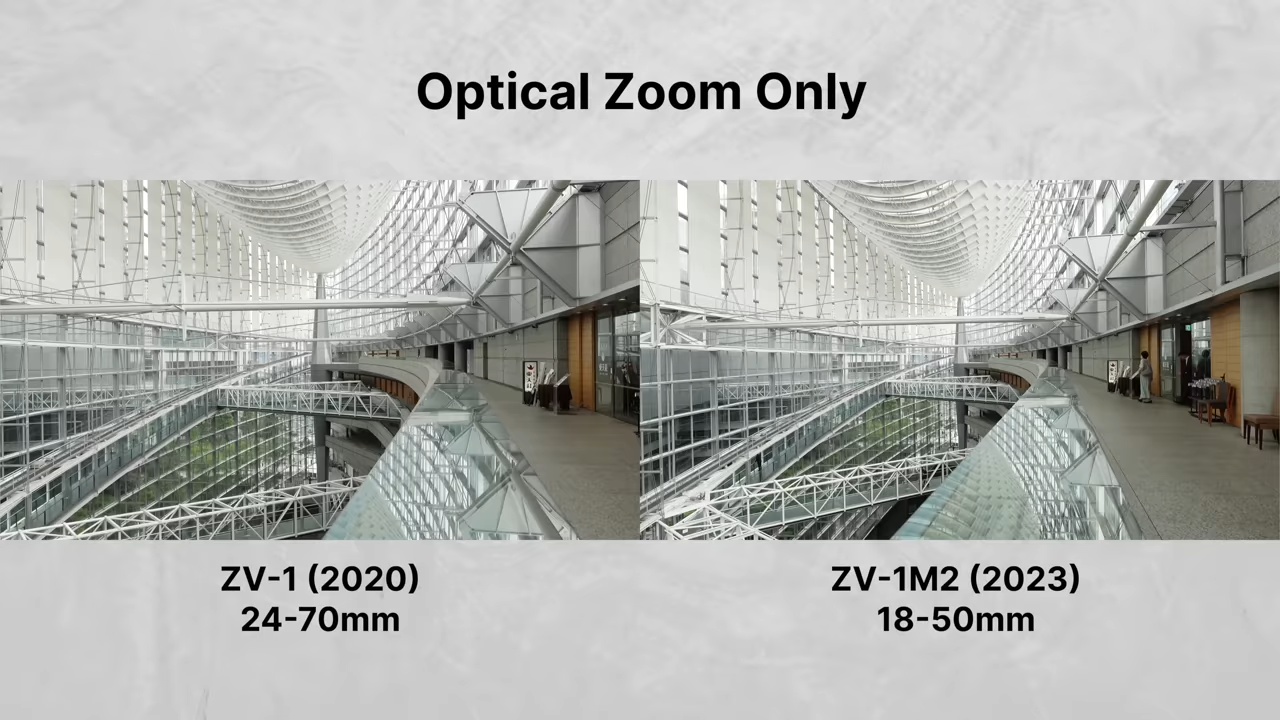 Optical Zoom Only
ZV-1 (2020)
24-70mm
ZV-1M2 (2023)
18-50mm